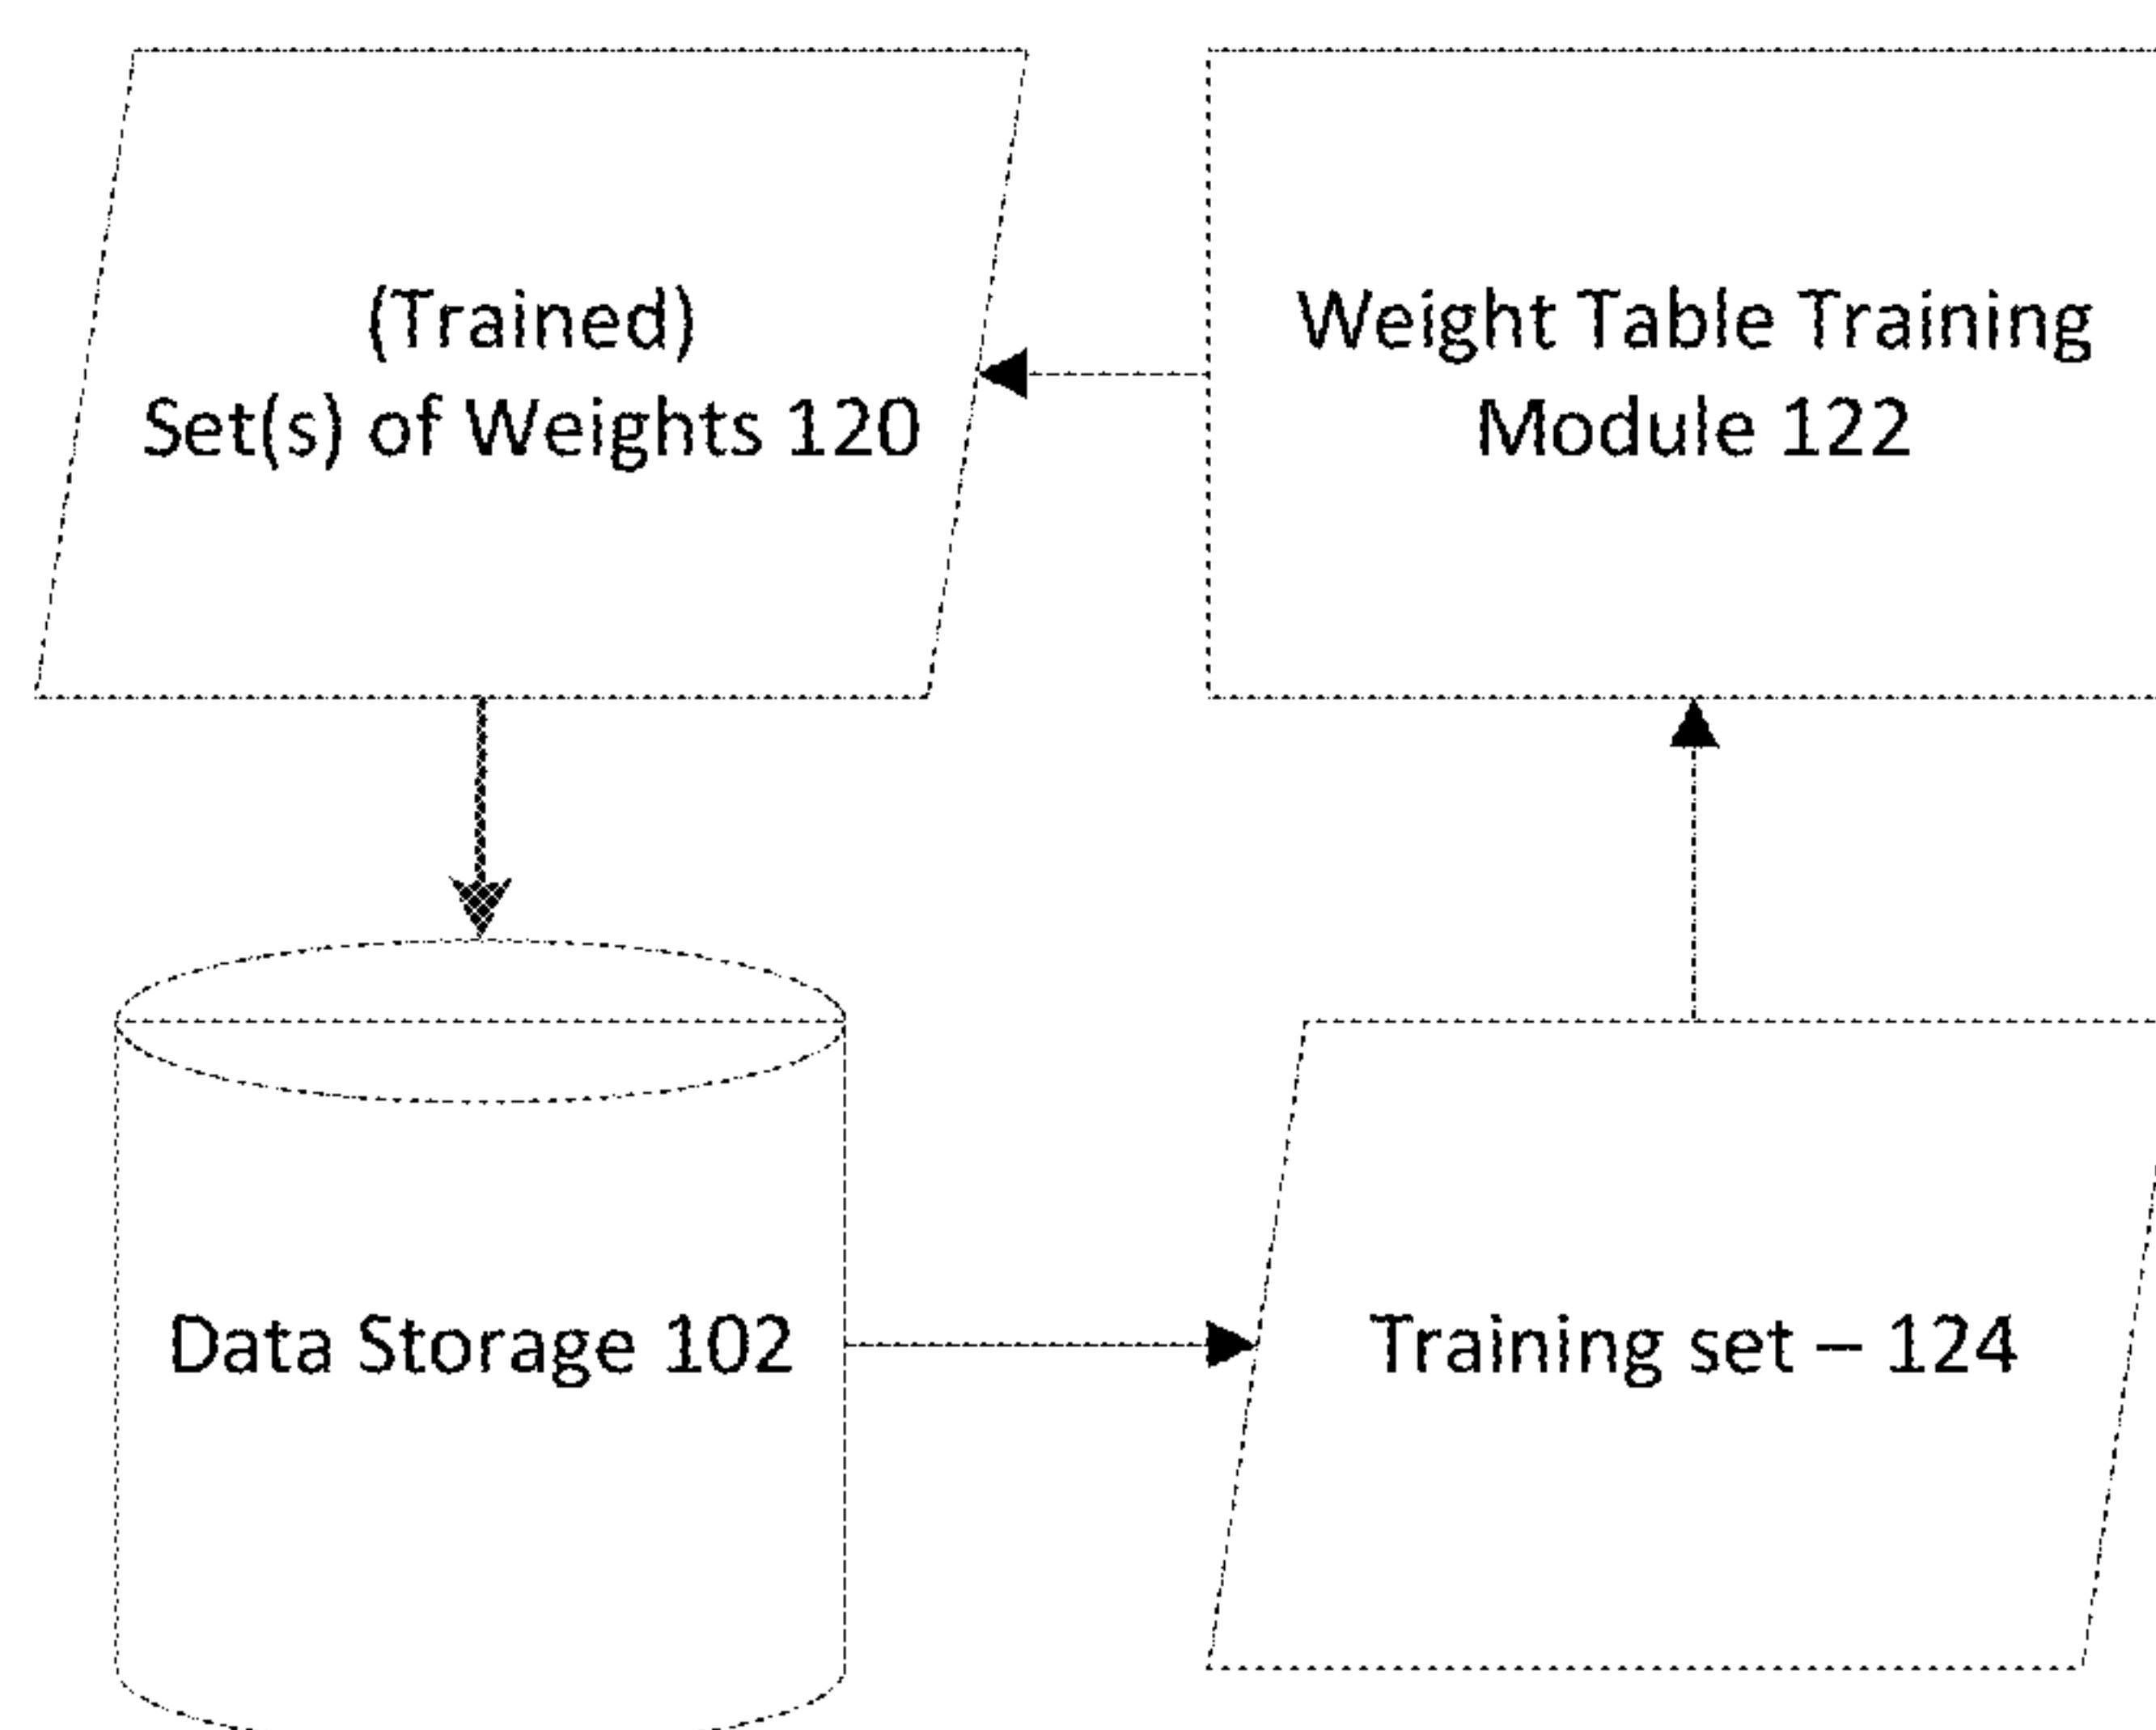 (Trained)
Set(s) of Weights 120
Weight Table Training
Module 122
Data Storage 102
Training set – 124